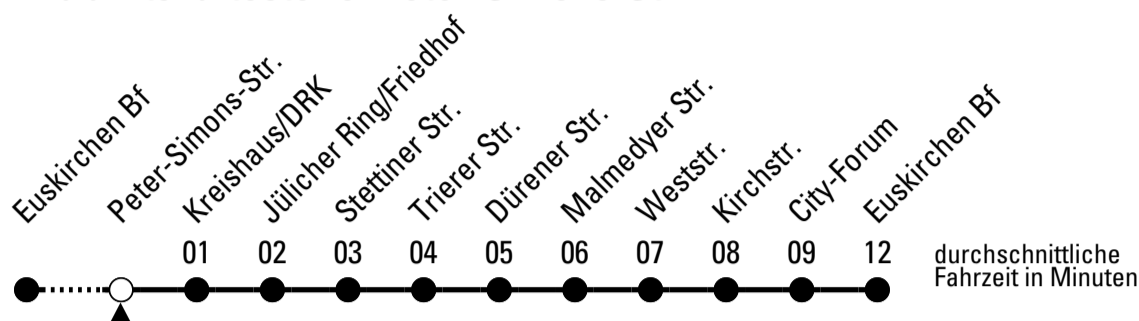 Euskirchen Bf
Peter-Simons-Str.
Kreishaus/DRK
Jülicher Ring/Friedhof
Stettiner Str.
Trierer Str.
Dürener Str.
Malmedyer Str.
Weststr.
Kirchstr.
City-Forum
Euskirchen Bf
01 02 03 04 05 06 07 08 09 12
durchschnittliche
Fahrzeit in Minuten